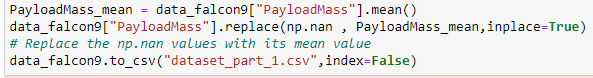 PayloadMass_mean = data_falcon9["PayloadMass"].mean()
data_falcon9["PayloadMass"].replace(np.nan , PayloadMass_mean,inplace=True)
# Replace the np.nan values with its mean value
data_falcon9.to_csv("dataset_part_1.csv",index=False)